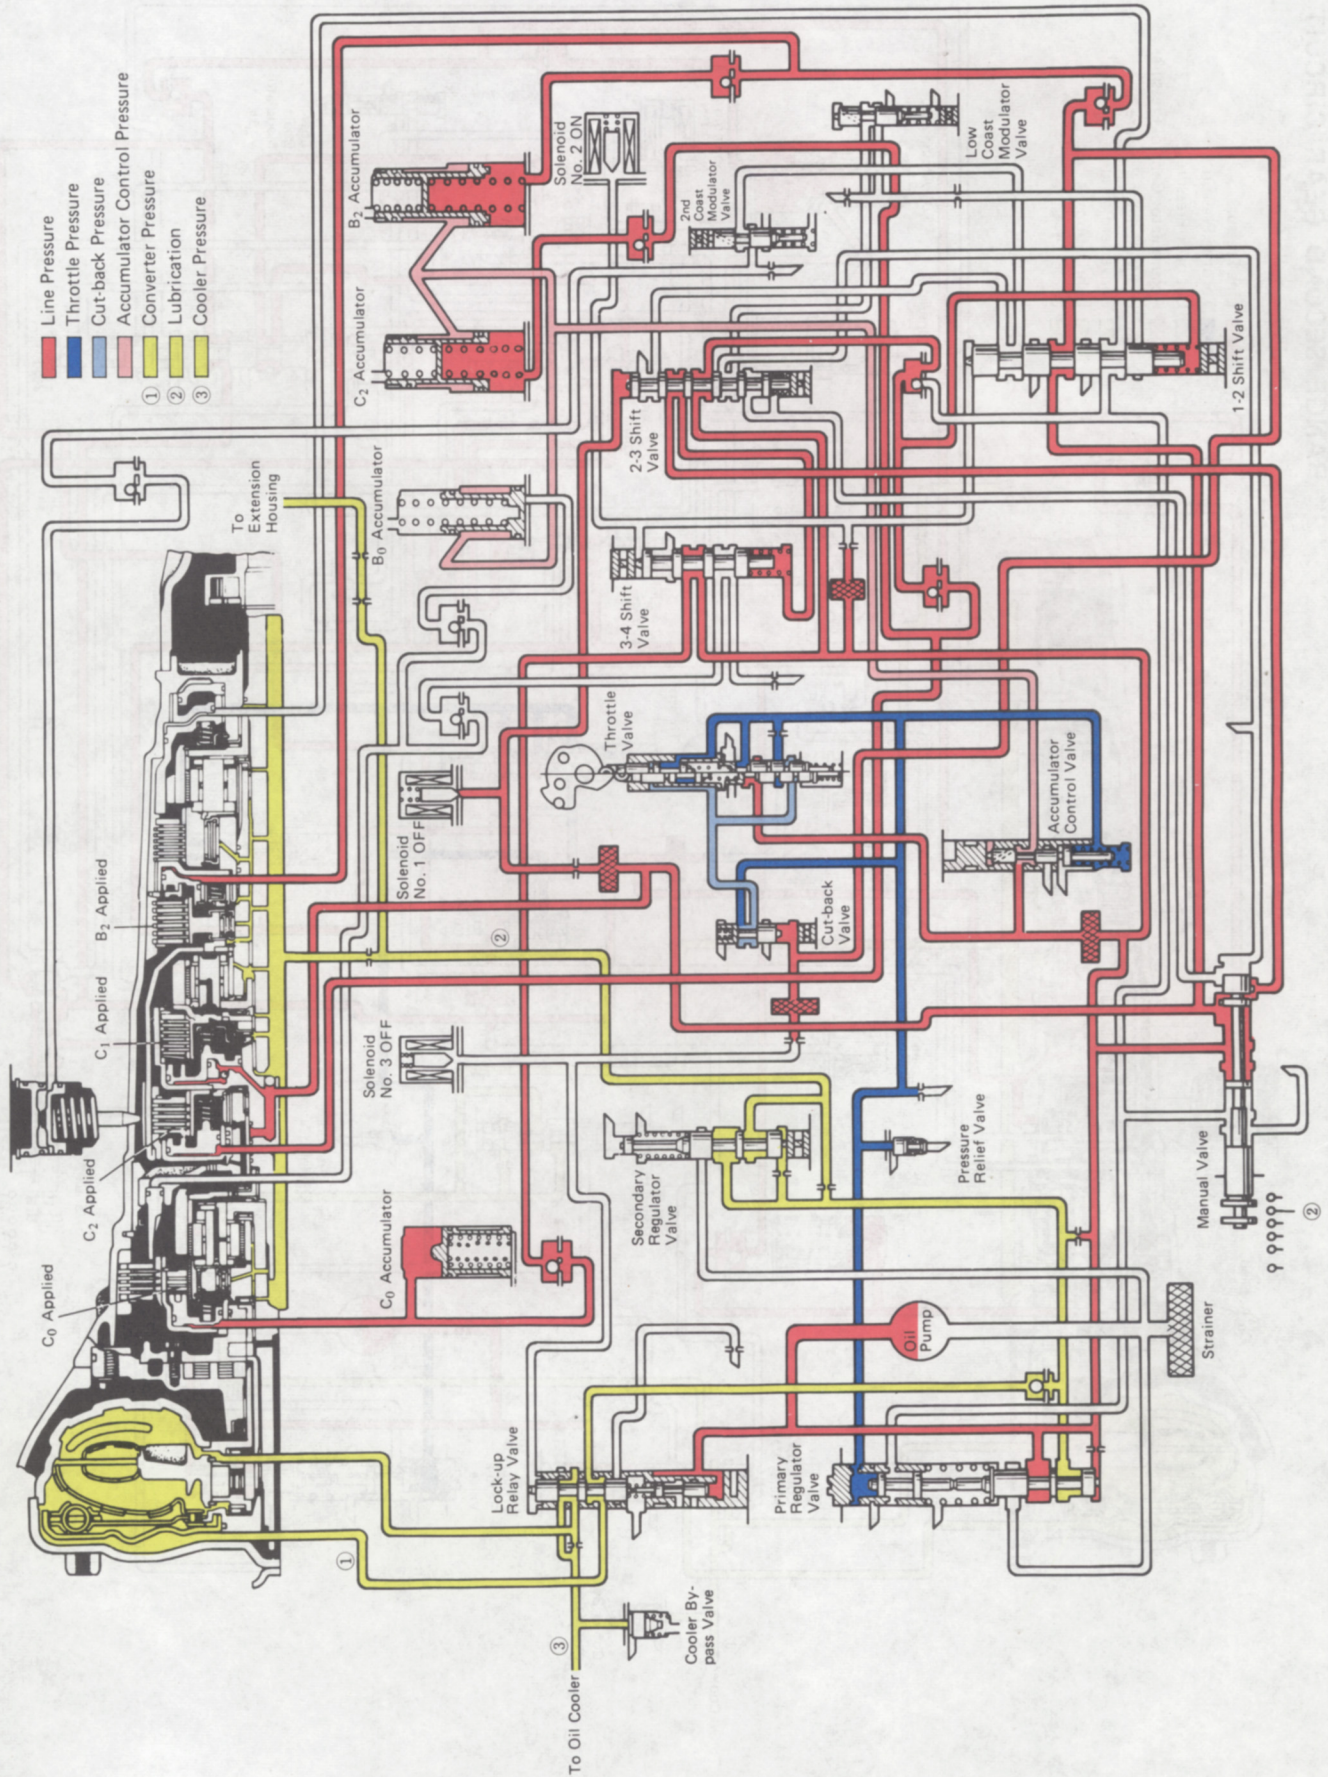 Line Pressure
Throttle Pressure
Cut-back Pressure
Accumulator Control Pressure
① Converter Pressure
② Lubrication
③ Cooler Pressure
C0 Applied
C2 Applied
C1 Applied
B2 Applied
To
Extension
Housing
B0 Accumulator
C2 Accumulator
B2 Accumulator
Solenoid
No. 2 ON
Solenoid
No. 1 OFF
Solenoid
No. 3 OFF
C0 Accumulator
①
②
③
To Oil Cooler
Cooler By-
pass Valve
Lock-up
Relay Valve
Secondary
Regulator
Valve
Throttle
Valve
3-4 Shift
Valve
2-3 Shift
Valve
2nd
Coast
Modulator
Valve
Low
Coast
Modulator
Valve
Cut-back
Valve
Accumulator
Control Valve
1-2 Shift Valve
Primary
Regulator
Valve
Oil
Pump
Pressure
Relief Valve
Strainer
Manual Valve
②